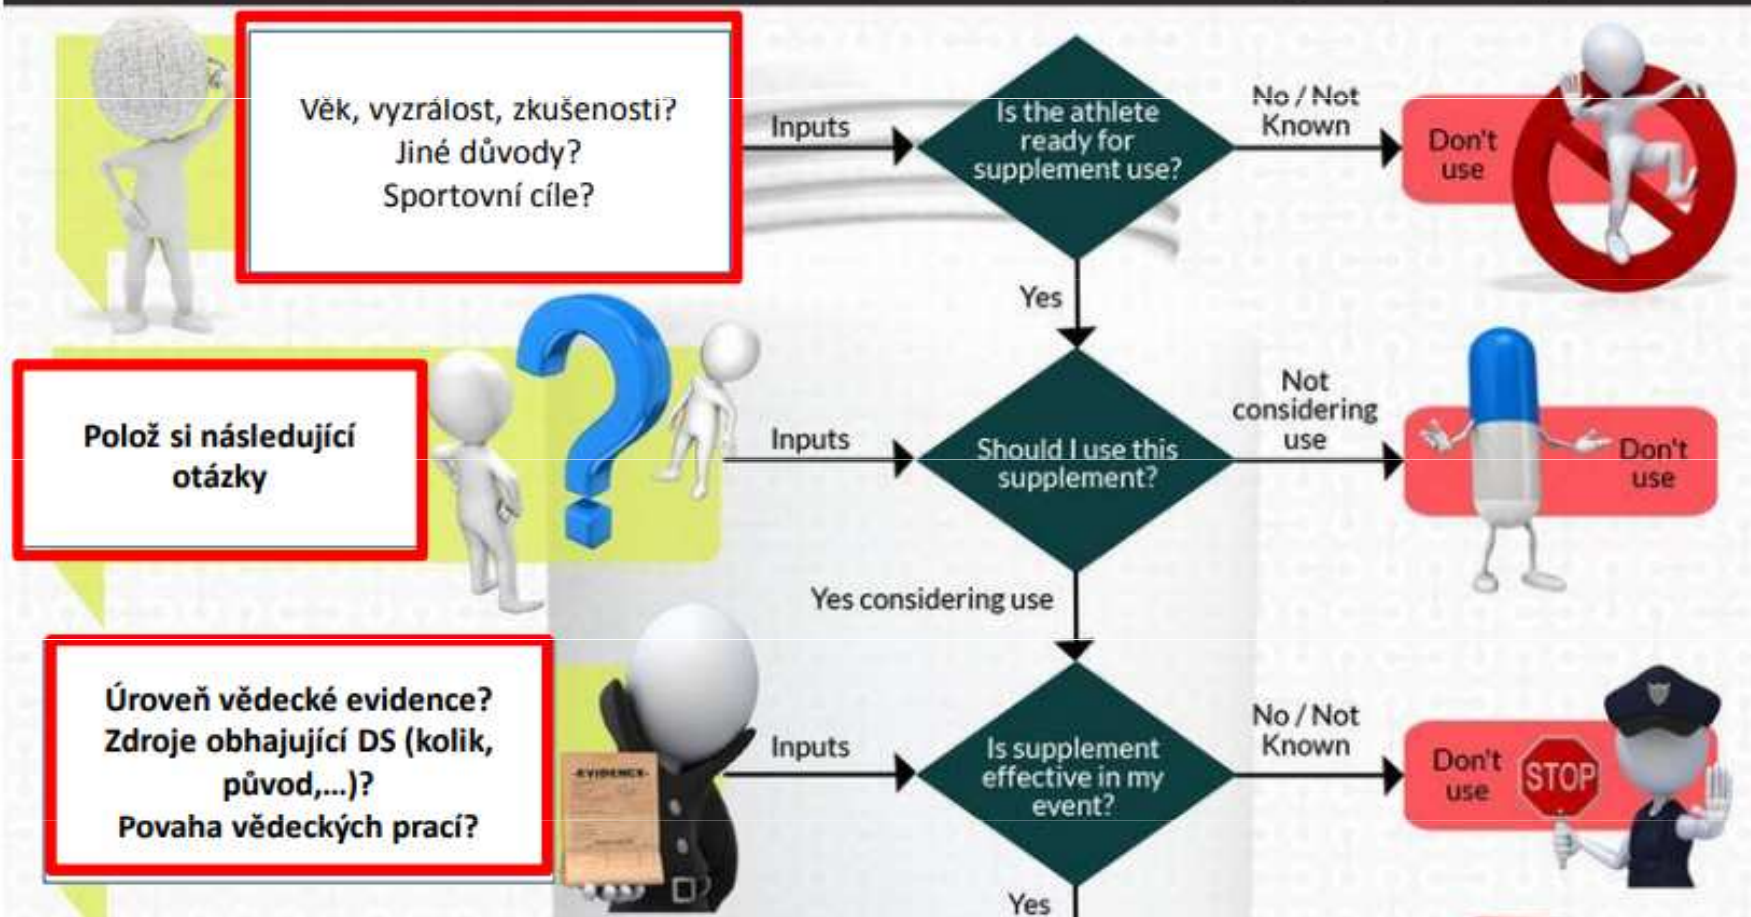 Věk, vyzrálost, zkušenosti?
Jiné důvody?
Sportovní cíle?
Inputs
Is the athlete
ready for
supplement use?
No / Not
Known
Don't
use
Yes
Polož si následující
otázky
Inputs
Should I use this
supplement?
Not
considering
use
Don't
use
Yes considering use
Úroveň vědecké evidence?
Zdroje obhajující DS (kolik,
původ,...)?
Povaha vědeckých prací?
-EVIDENCE-
Inputs
Is supplement
effective in my
event?
No / Not
Known
Don't
use
STOP
Yes